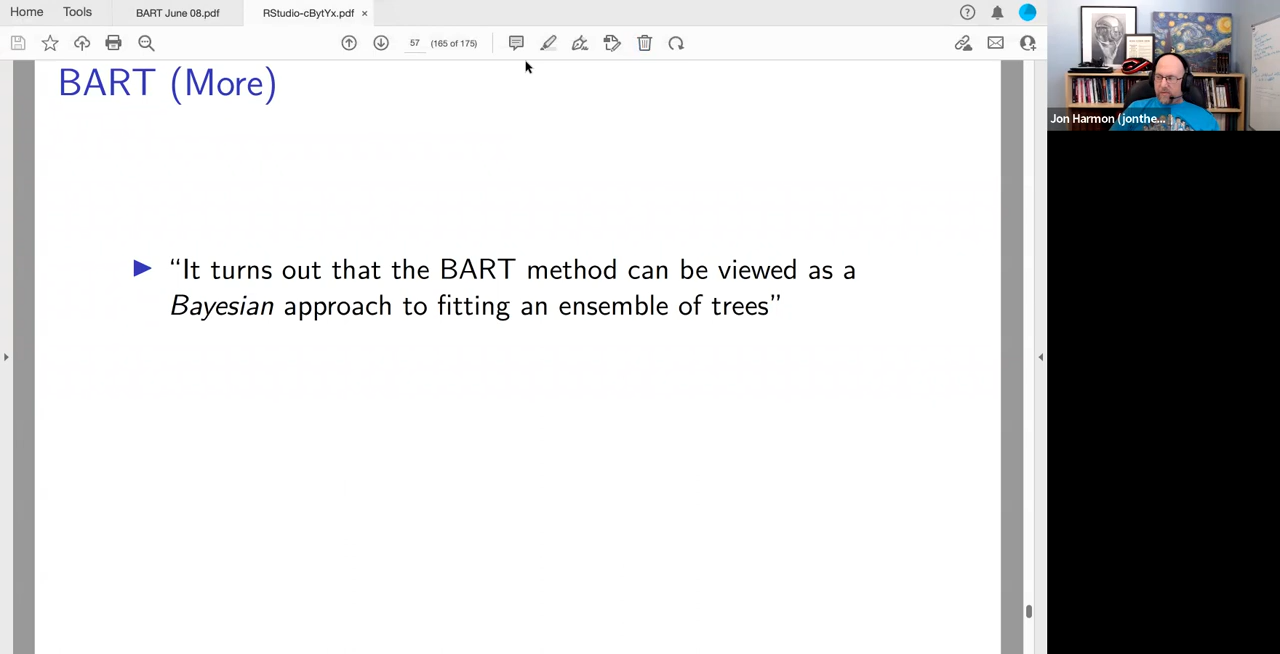 Home Tools BART June 08.pdf RStudio-cBytYx.pdf ×
57 (165 of 175)
BART (More)
“It turns out that the BART method can be viewed as a
Bayesian approach to fitting an ensemble of trees”
Jon Harmon (jonthe...